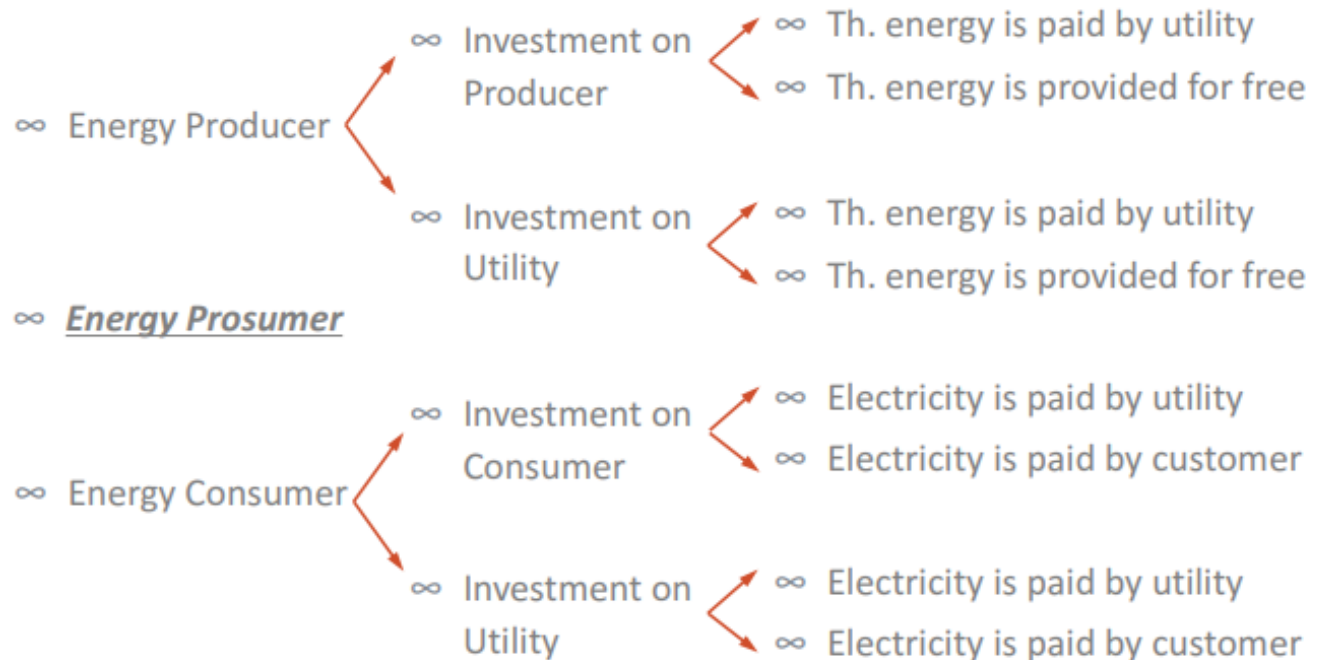 ∞ Th. energy is paid by utility
∞ Investment on
Producer
∞ Th. energy is provided for free
∞ Energy Producer
∞ Investment on
Utility
∞ Th. energy is paid by utility
∞ Th. energy is provided for free
∞ Energy Prosumer
∞ Investment on
Consumer
∞ Electricity is paid by utility
∞ Electricity is paid by customer
∞ Energy Consumer
∞ Investment on
Utility
∞ Electricity is paid by utility
∞ Electricity is paid by customer